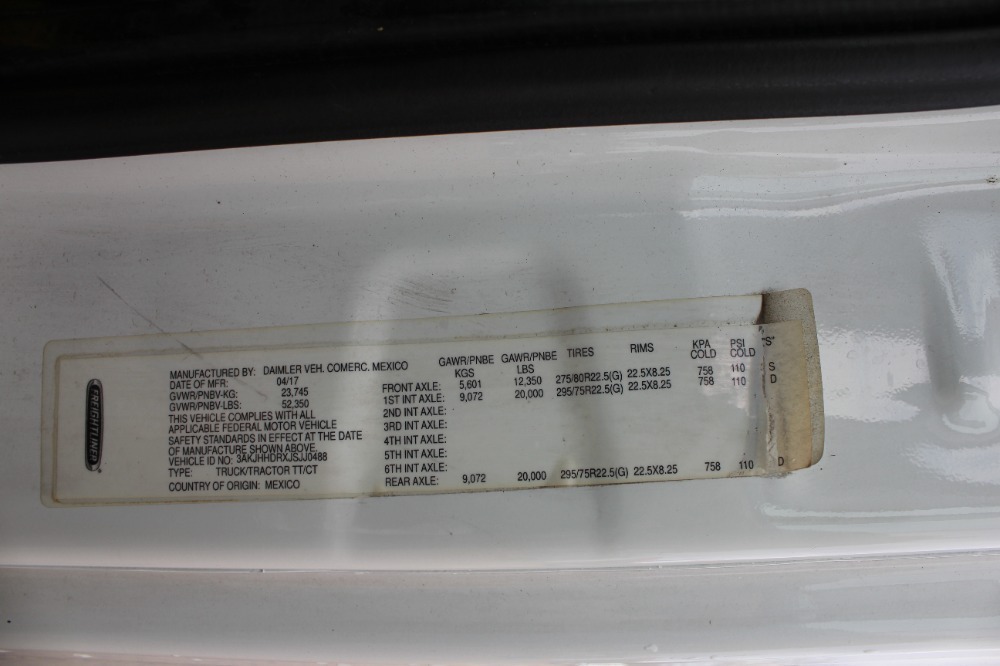 FREIGHTLINER
MANUFACTURED BY: DAIMLER VEH. COMERC. MEXICO
DATE OF MFR: 04/17
GVWR/PNBV-KG: 23,745
GVWR/PNBV-LBS: 52,350
THIS VEHICLE COMPLIES WITH ALL
APPLICABLE FEDERAL MOTOR VEHICLE
SAFETY STANDARDS IN EFFECT AT THE DATE
OF MANUFACTURE SHOWN ABOVE.
VEHICLE ID NO: 3AKJHHDRXJSJJ0488
TYPE: TRUCK/TRACTOR TT/CT
COUNTRY OF ORIGIN: MEXICO
GAWR/PNBE GAWR/PNBE TIRES RIMS KPA PSI "S"
KGS LBS COLD COLD
FRONT AXLE: 5,601 12,350 275/80R22.5(G) 22.5X8.25 758 110 S
1ST INT AXLE: 9,072 20,000 295/75R22.5(G) 22.5X8.25 758 110 D
2ND INT AXLE:
3RD INT AXLE:
4TH INT AXLE:
5TH INT AXLE:
6TH INT AXLE:
REAR AXLE: 9,072 20,000 295/75R22.5(G) 22.5X8.25 758 110 D